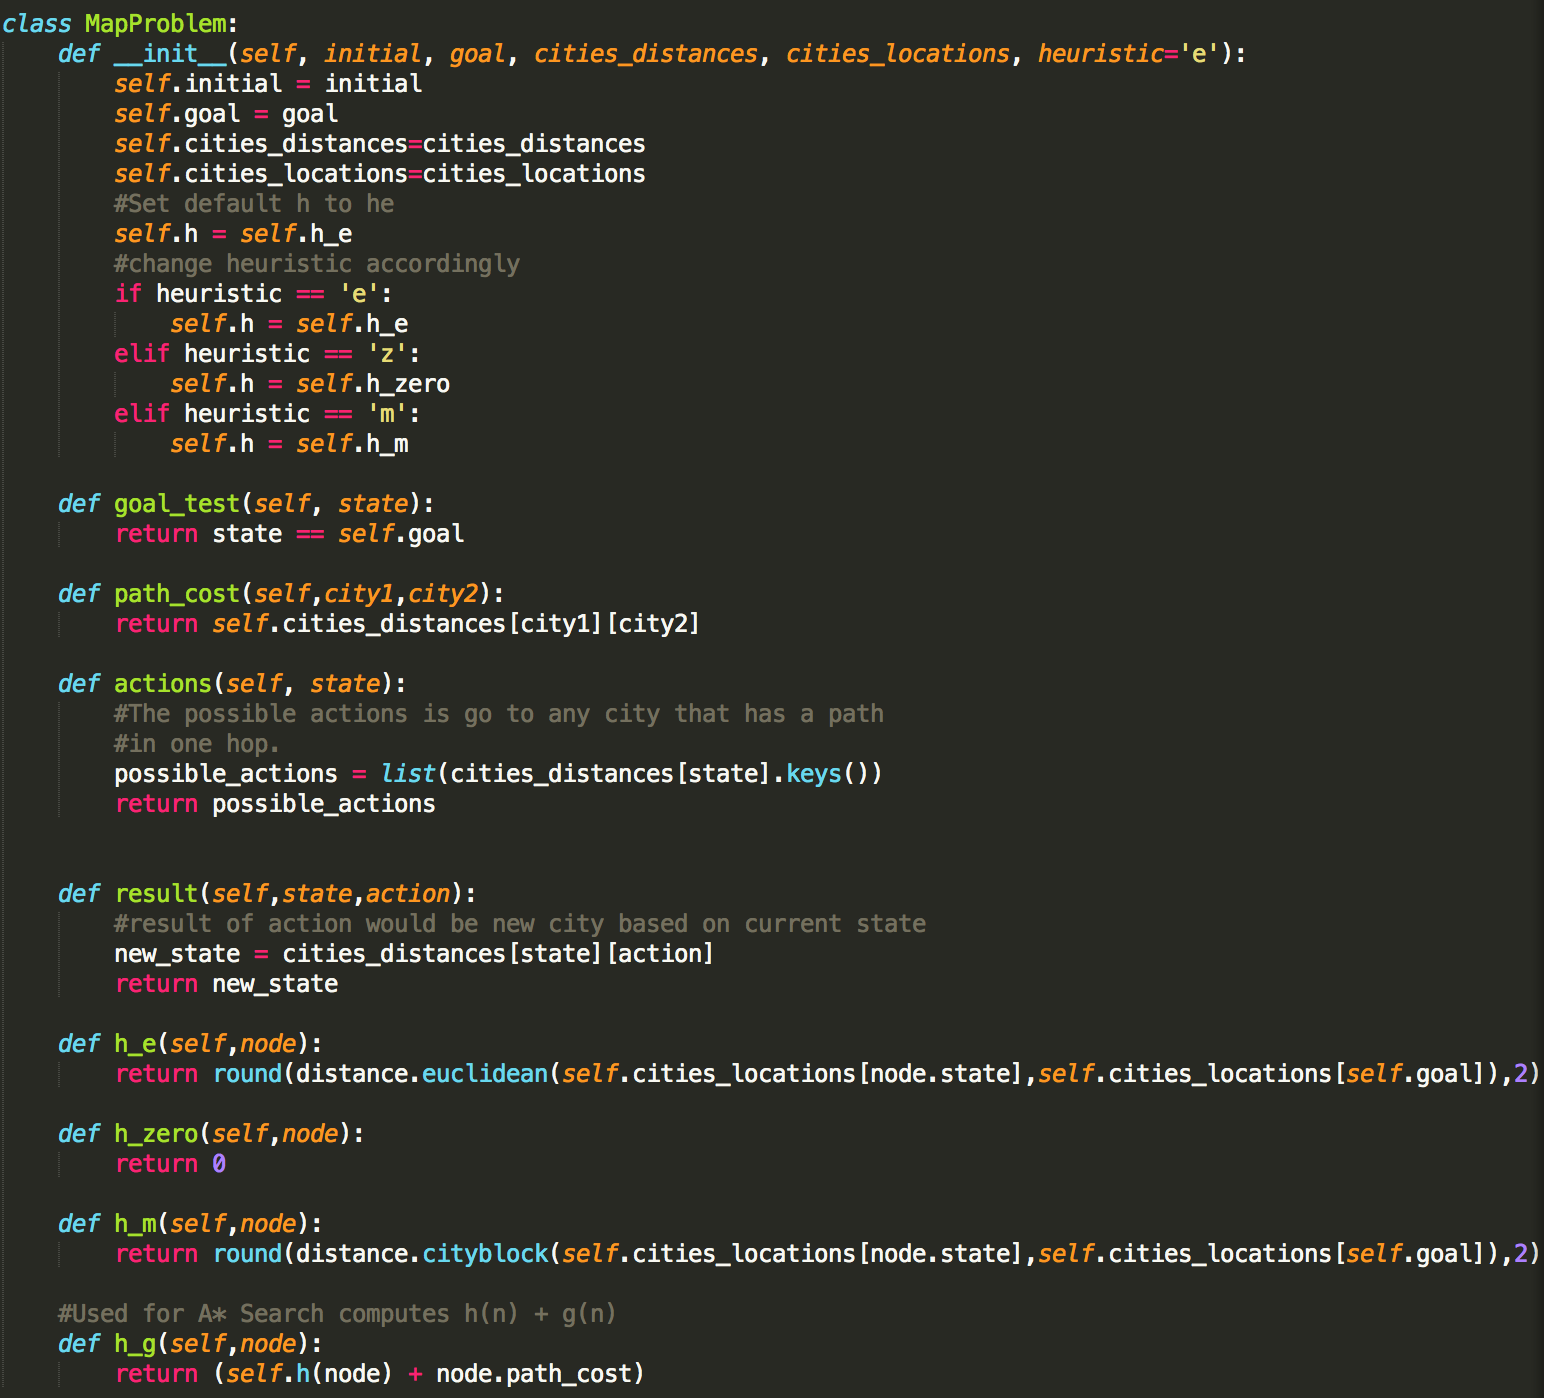 class MapProblem:
    def __init__(self, initial, goal, cities_distances, cities_locations, heuristic='e'):
        self.initial = initial
        self.goal = goal
        self.cities_distances=cities_distances
        self.cities_locations=cities_locations
        #Set default h to he
        self.h = self.h_e
        #change heuristic accordingly
        if heuristic == 'e':
            self.h = self.h_e
        elif heuristic == 'z':
            self.h = self.h_zero
        elif heuristic == 'm':
            self.h = self.h_m
    def goal_test(self, state):
        return state == self.goal
    def path_cost(self,city1,city2):
        return self.cities_distances[city1][city2]
    def actions(self, state):
        #The possible actions is go to any city that has a path
        #in one hop.
        possible_actions = list(cities_distances[state].keys())
        return possible_actions
    def result(self,state,action):
        #result of action would be new city based on current state
        new_state = cities_distances[state][action]
        return new_state
    def h_e(self,node):
        return round(distance.euclidean(self.cities_locations[node.state],self.cities_locations[self.goal]),2)
    def h_zero(self,node):
        return 0
    def h_m(self,node):
        return round(distance.cityblock(self.cities_locations[node.state],self.cities_locations[self.goal]),2)
    #Used for A* Search computes h(n) + g(n)
    def h_g(self,node):
        return (self.h(node) + node.path_cost)